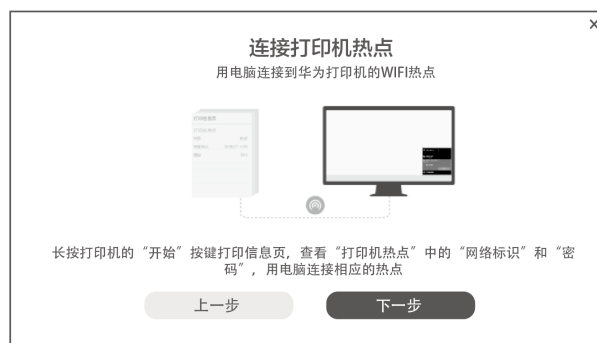 连接打印机热点
用电脑连接到华为打印机的WIFI热点
长按打印机的“开始”按键打印信息页，查看“打印机热点”中的“网络标识”和“密
码”，用电脑连接相应的热点
上一步
下一步